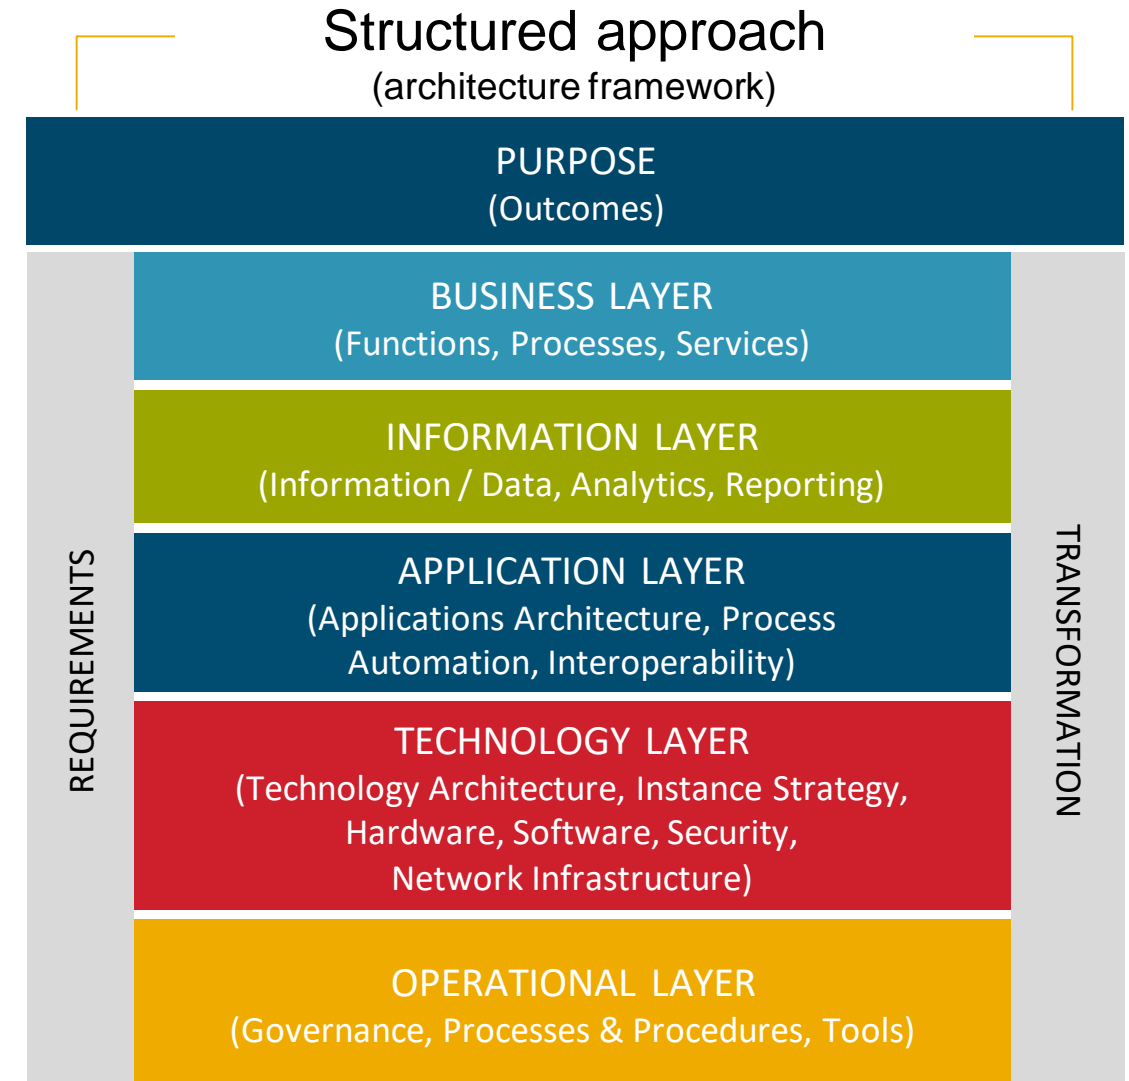 Structured approach
(architecture framework)
PURPOSE
(Outcomes)
BUSINESS LAYER
(Functions, Processes, Services)
INFORMATION LAYER
(Information / Data, Analytics, Reporting)
APPLICATION LAYER
(Applications Architecture, Process
Automation, Interoperability)
TECHNOLOGY LAYER
(Technology Architecture, Instance Strategy,
Hardware, Software, Security,
Network Infrastructure)
OPERATIONAL LAYER
(Governance, Processes & Procedures, Tools)
REQUIREMENTS
TRANSFORMATION